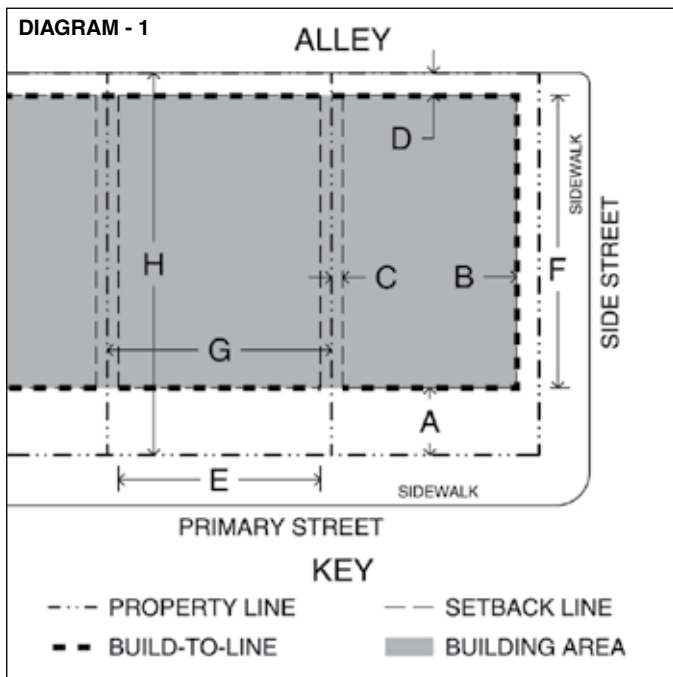 DIAGRAM - 1
ALLEY
D
SIDEWALK
SIDE STREET
H
C
B
F
G
A
E
SIDEWALK
PRIMARY STREET
KEY
PROPERTY LINE
SETBACK LINE
BUILD-TO-LINE
BUILDING AREA